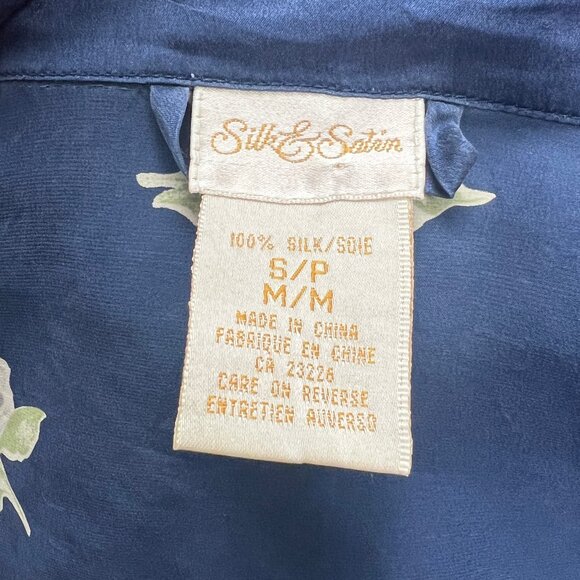 Silk & Satin
100% SILK/SOIE
S/P
M/M
MADE IN CHINA
FABRIQUE EN CHINE
CA 23226
CARE ON REVERSE
ENTRETIEN AUVERSO